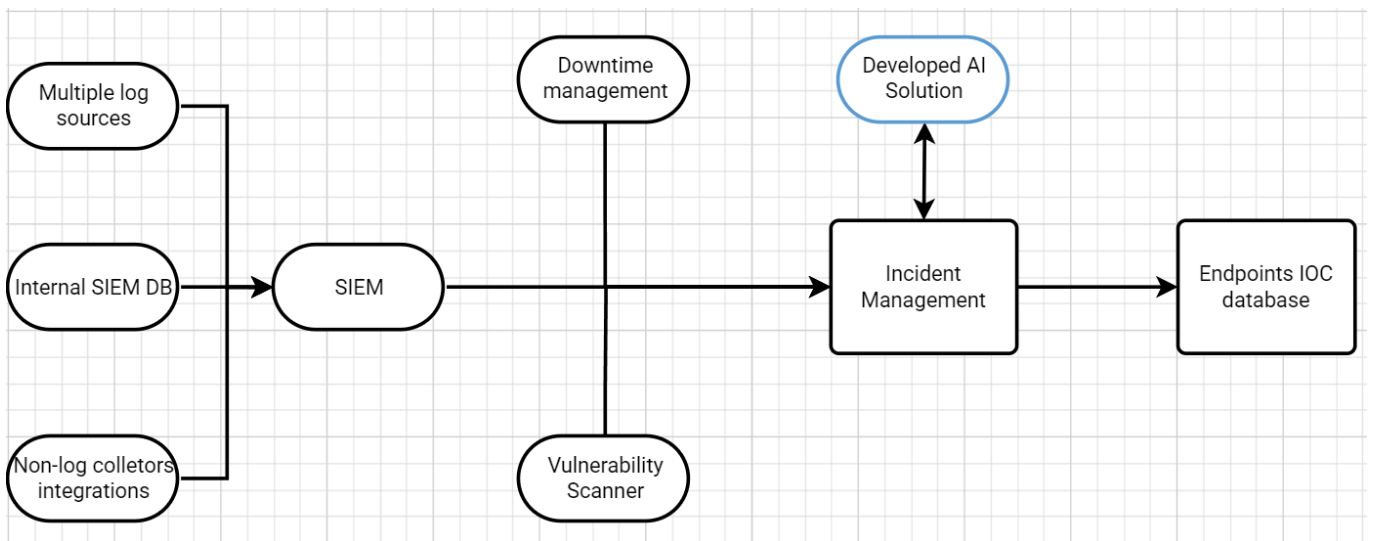 Multiple log
sources
Internal SIEM DB
Non-log colletors
integrations
SIEM
Downtime
management
Vulnerability
Scanner
Developed AI
Solution
Incident
Management
Endpoints IOC
database